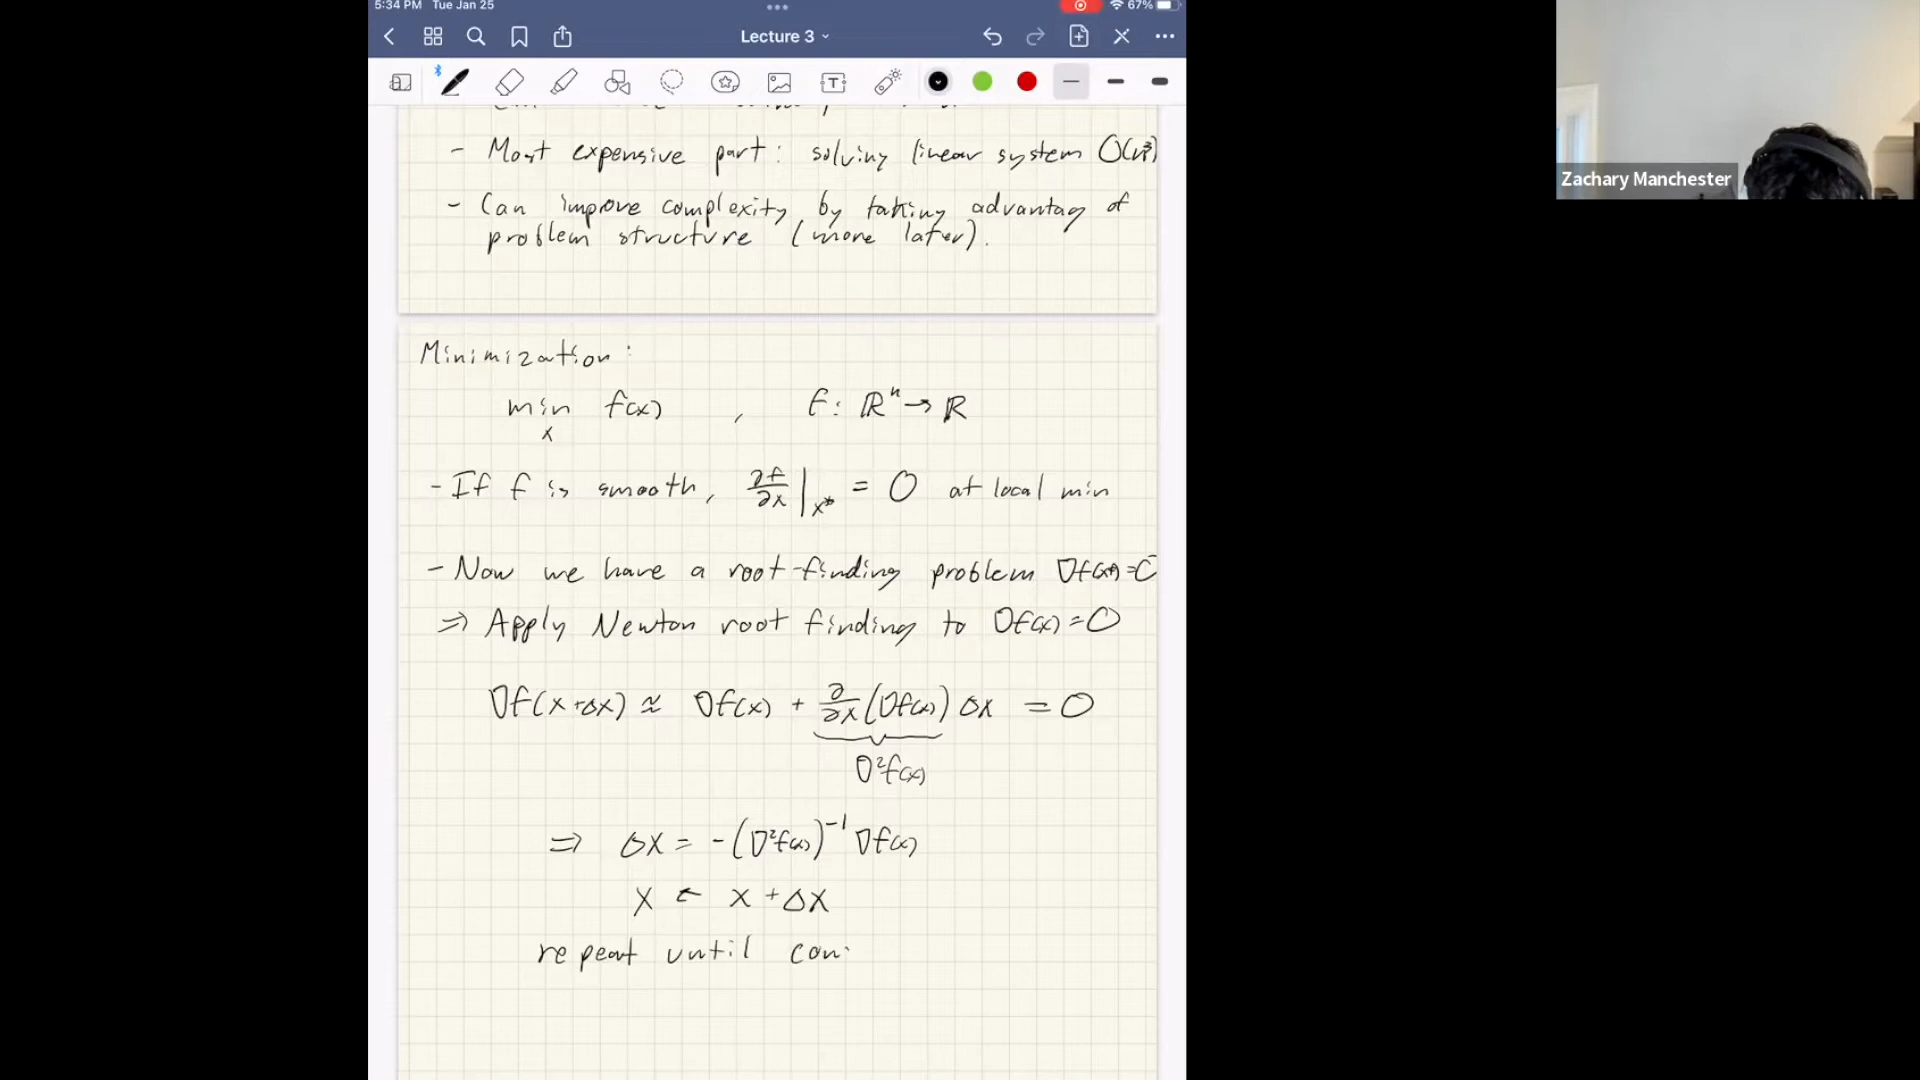 5:34 PM Tue Jan 25
67%
Lecture 3
- Most expensive part: solving linear system O(n³)
- Can improve complexity by taking advantag of
problem structure (more later).
Zachary Manchester
Minimization:
min f(x) , f: ℝⁿ → ℝ
x
- If f is smooth, ∂f/∂x |ₓ* = 0 at local min
- Now we have a root-finding problem ∇f(x) = 0
⇒ Apply Newton root finding to ∇f(x) = 0
∇f(x+Δx) ≈ ∇f(x) + ∂/∂x (∇f(x)) Δx = 0
∇²f(x)
⇒ Δx = -(∇²f(x))⁻¹ ∇f(x)
x ← x + Δx
repeat until con